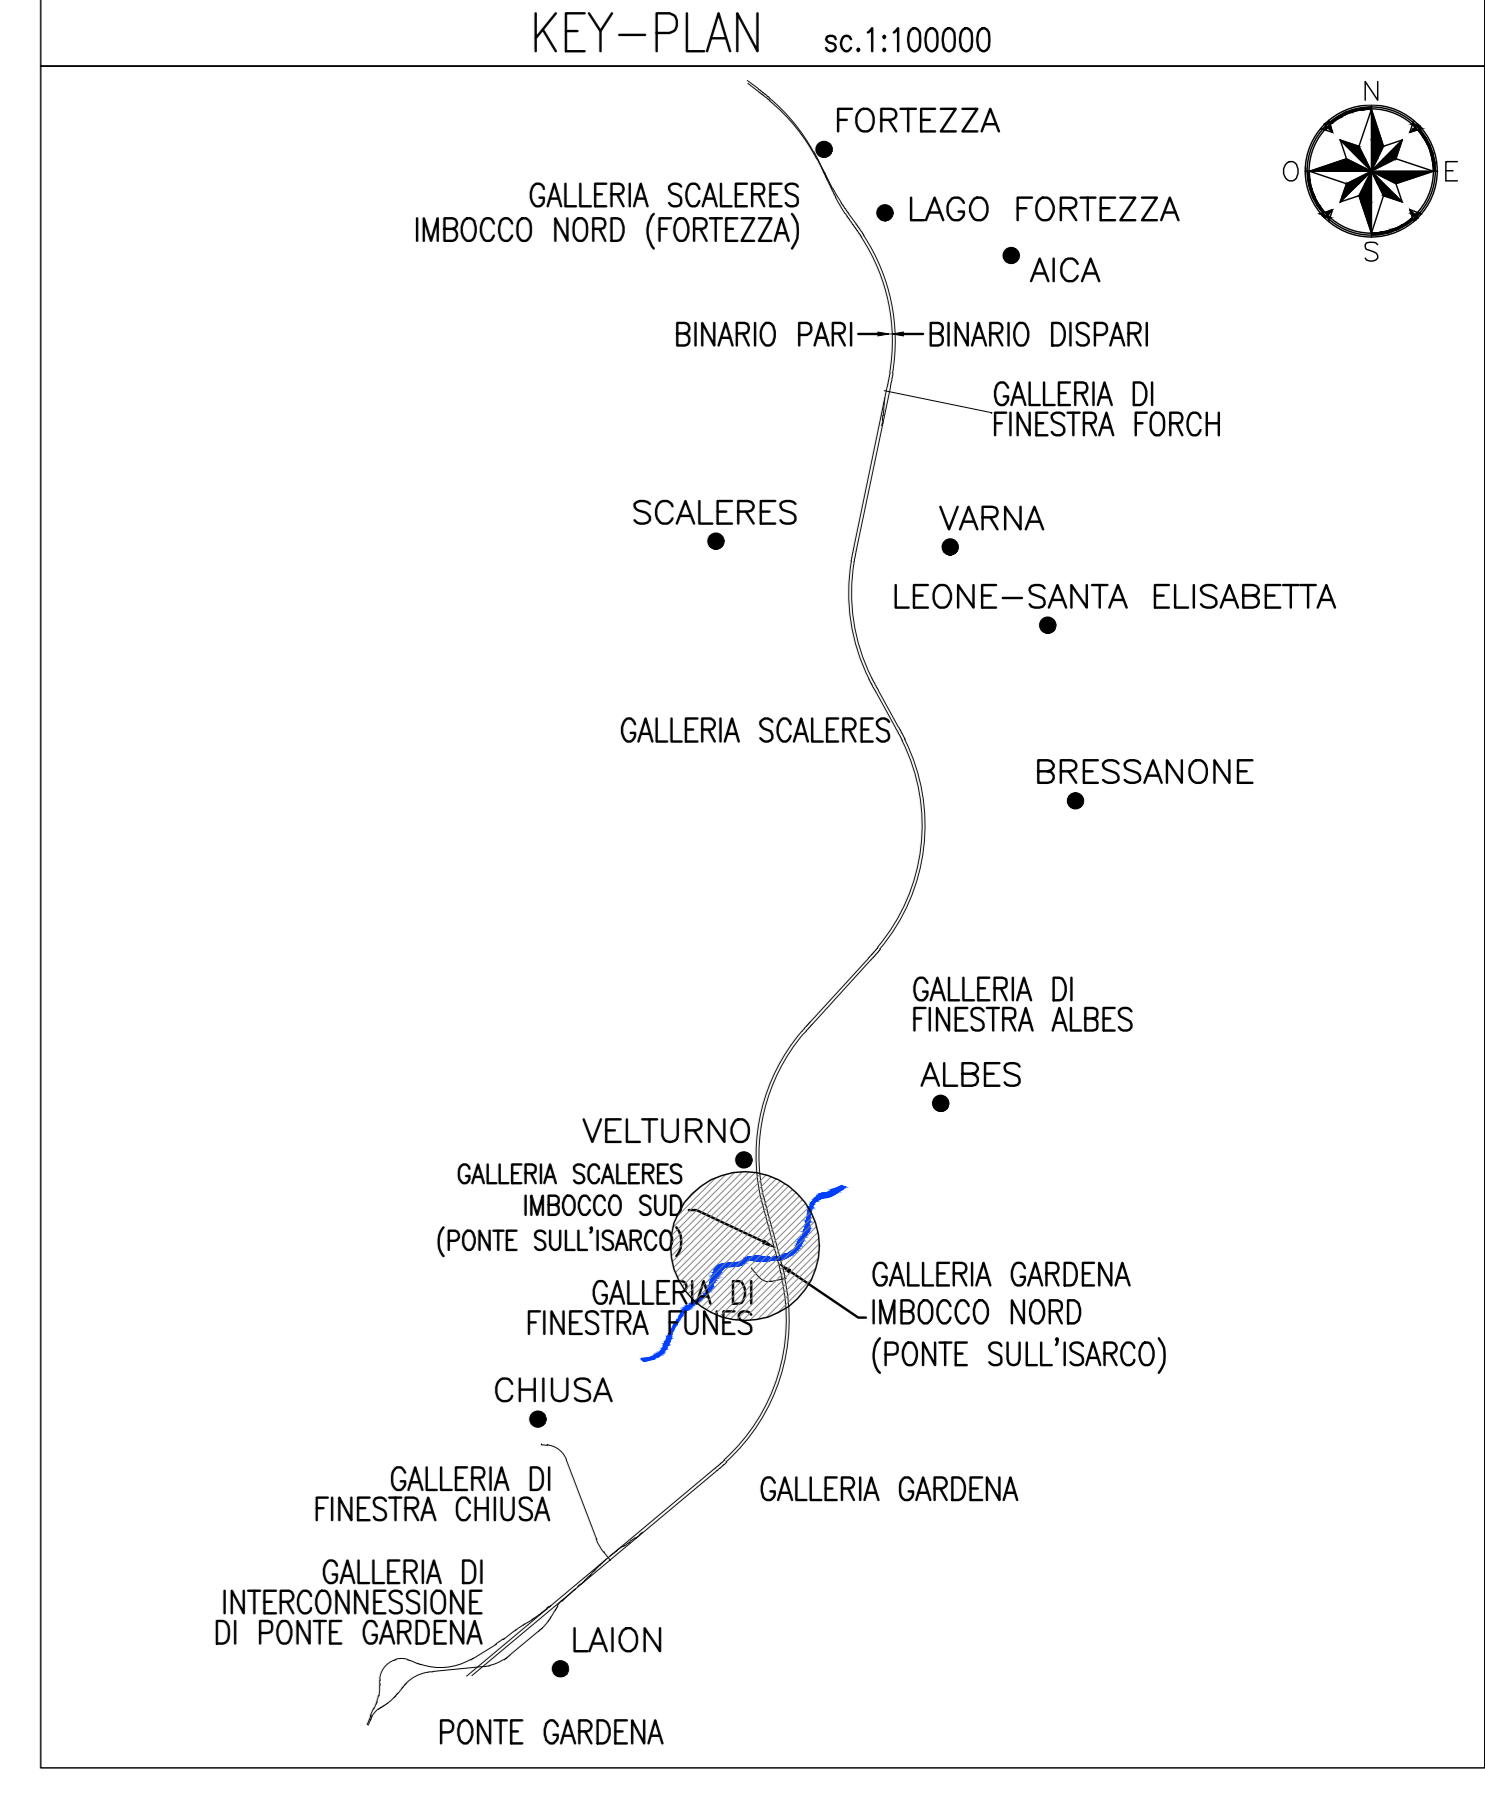 KEY-PLAN sc.1:100000
N
FORTEZZA
O
E
GALLERIA SCALERES
IMBOCCO NORD (FORTEZZA)
LAGO FORTEZZA
S
AICA
BINARIO PARI
BINARIO DISPARI
GALLERIA DI
FINESTRA FORCH
SCALERES
VARNA
LEONE-SANTA ELISABETTA
GALLERIA SCALERES
BRESSANONE
GALLERIA DI
FINESTRA ALBES
ALBES
VELTURNO
GALLERIA SCALERES
IMBOCCO SUD
(PONTE SULL'ISARCO)
GALLERIA GARDENA
IMBOCCO NORD
(PONTE SULL'ISARCO)
GALLERIA DI
FINESTRA FUNES
CHIUSA
GALLERIA DI
FINESTRA CHIUSA
GALLERIA GARDENA
GALLERIA DI
INTERCONNESSIONE
DI PONTE GARDENA
LAION
PONTE GARDENA